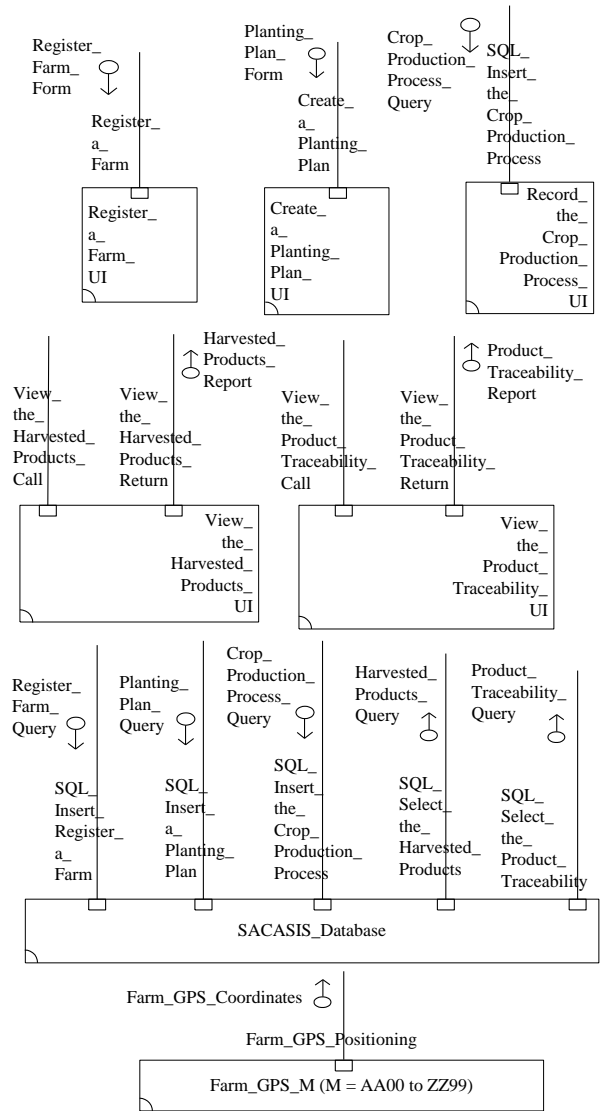 Register_
Farm_
Form
Register_
a_
Farm
Register_
a_
Farm_
UI
Planting_
Plan_
Form
Create_
a_
Planting_
Plan
Create_
a_
Planting_
Plan_
UI
Crop_
Production_
Process_
Query
SQL_
Insert_
the_
Crop_
Production_
Process
Record_
the_
Crop_
Production_
Process_
UI
View_
the_
Harvested_
Products_
Call
View_
the_
Harvested_
Products_
Return
Harvested_
Products_
Report
View_
the_
Harvested_
Products_
UI
View_
the_
Product_
Traceability_
Call
View_
the_
Product_
Traceability_
Return
Product_
Traceability_
Report
View_
the_
Product_
Traceability_
UI
Register_
Farm_
Query
SQL_
Insert_
Register_
a_
Farm
Planting_
Plan_
Query
SQL_
Insert_
a_
Planting_
Plan
Crop_
Production_
Process_
Query
SQL_
Insert_
the_
Crop_
Production_
Process
Harvested_
Products_
Query
SQL_
Select_
the_
Harvested_
Products
Product_
Traceability_
Query
SQL_
Select_
the_
Product_
Traceability
SACASIS_Database
Farm_GPS_Coordinates
Farm_GPS_Positioning
Farm_GPS_M (M = AA00 to ZZ99)